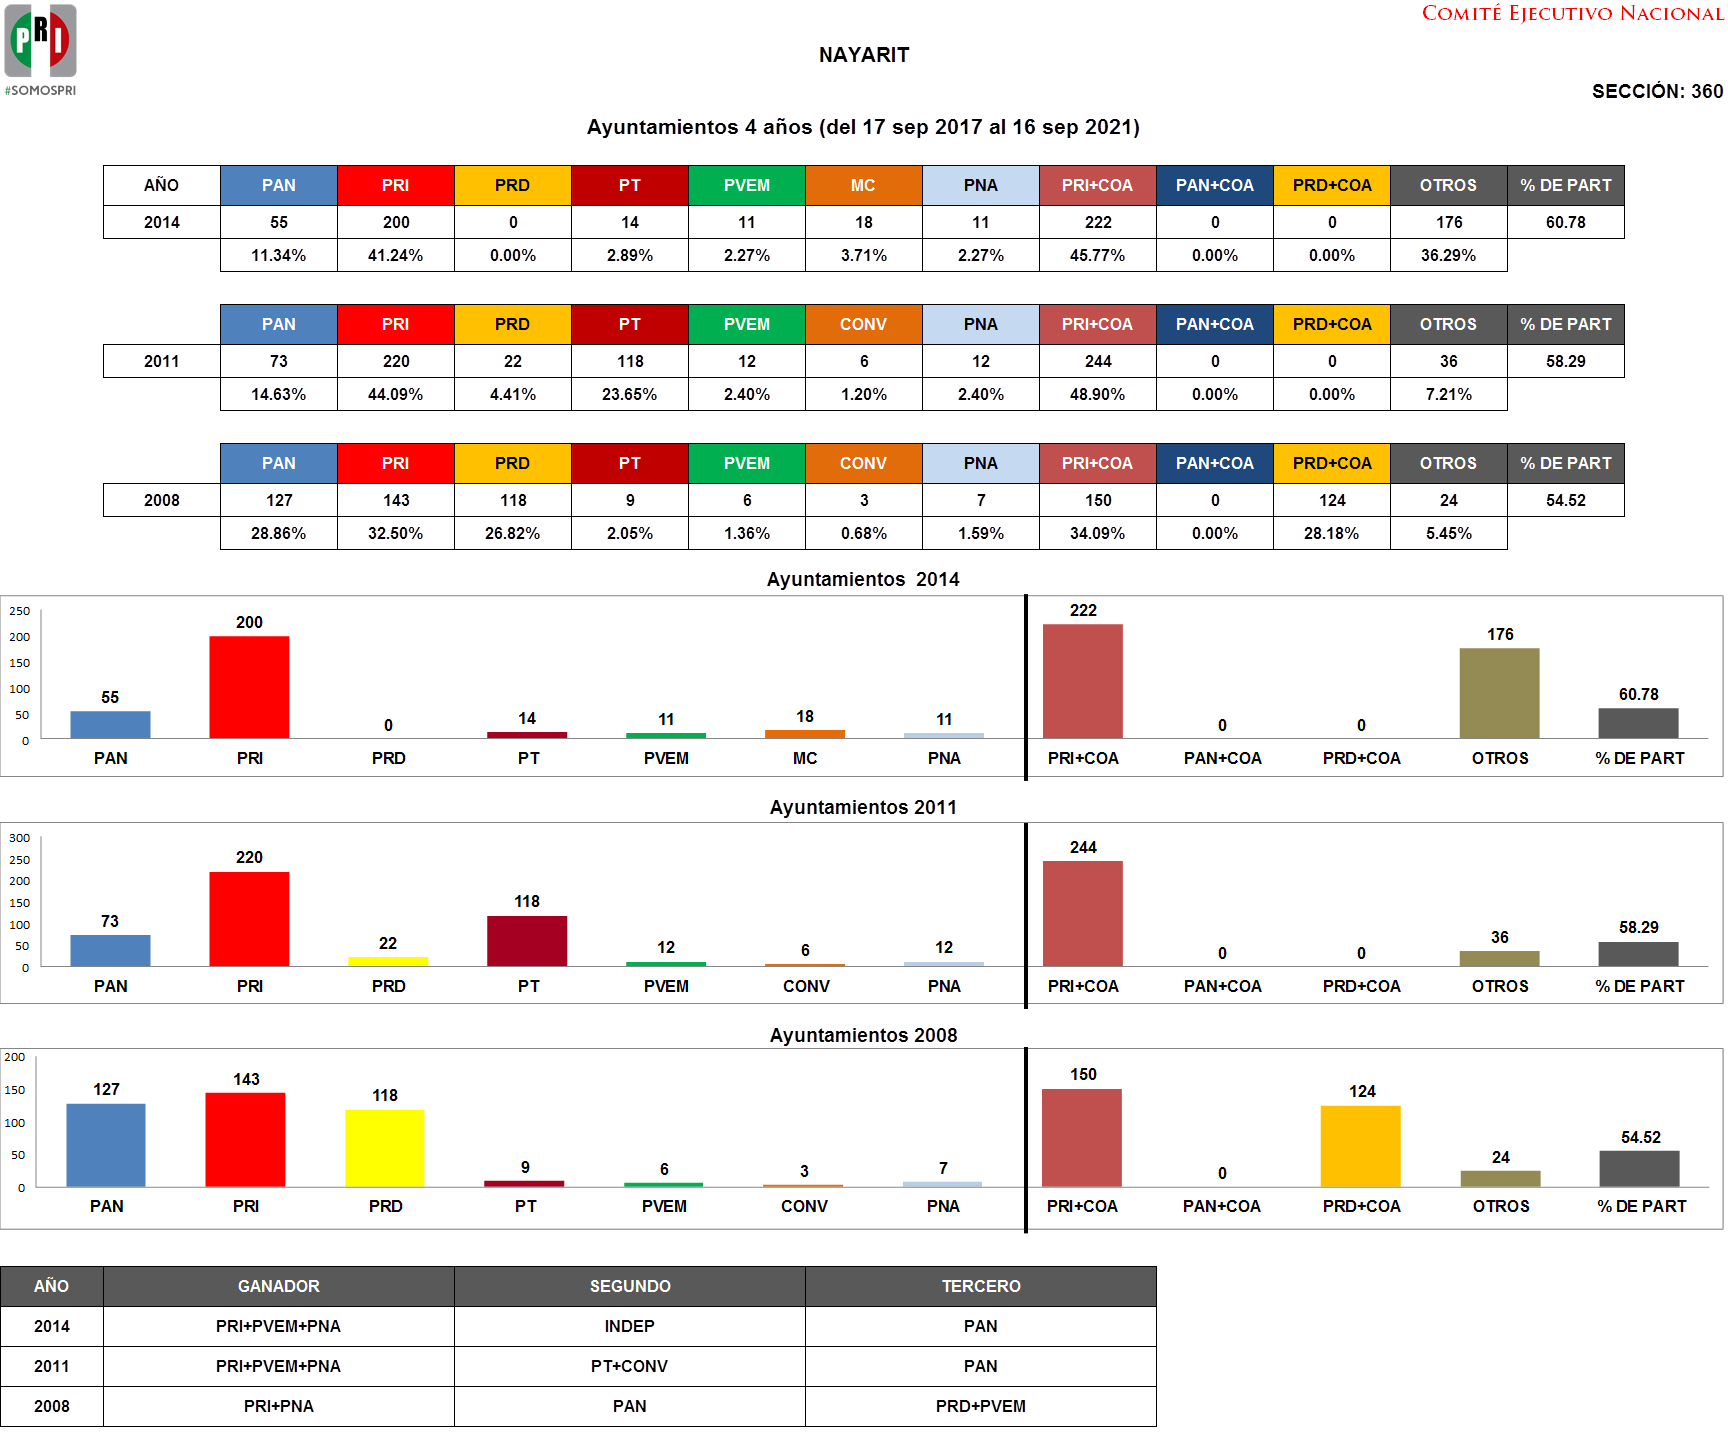 PRI
#SOMOSPRI
COMITÉ EJECUTIVO NACIONAL
NAYARIT
SECCIÓN: 360
Ayuntamientos 4 años (del 17 sep 2017 al 16 sep 2021)
AÑO PAN PRI PRD PT PVEM MC PNA PRI+COA PAN+COA PRD+COA OTROS % DE PART
2014 55 200 0 14 11 18 11 222 0 0 176 60.78
11.34% 41.24% 0.00% 2.89% 2.27% 3.71% 2.27% 45.77% 0.00% 0.00% 36.29%
PAN PRI PRD PT PVEM CONV PNA PRI+COA PAN+COA PRD+COA OTROS % DE PART
2011 73 220 22 118 12 6 12 244 0 0 36 58.29
14.63% 44.09% 4.41% 23.65% 2.40% 1.20% 2.40% 48.90% 0.00% 0.00% 7.21%
PAN PRI PRD PT PVEM CONV PNA PRI+COA PAN+COA PRD+COA OTROS % DE PART
2008 127 143 118 9 6 3 7 150 0 124 24 54.52
28.86% 32.50% 26.82% 2.05% 1.36% 0.68% 1.59% 34.09% 0.00% 28.18% 5.45%
Ayuntamientos 2014
250
200
150
100
50
0
55 200 0 14 11 18 11 222 0 0 176 60.78
PAN PRI PRD PT PVEM MC PNA PRI+COA PAN+COA PRD+COA OTROS % DE PART
Ayuntamientos 2011
300
250
200
150
100
50
0
73 220 22 118 12 6 12 244 0 0 36 58.29
PAN PRI PRD PT PVEM CONV PNA PRI+COA PAN+COA PRD+COA OTROS % DE PART
Ayuntamientos 2008
200
150
100
50
0
127 143 118 9 6 3 7 150 0 124 24 54.52
PAN PRI PRD PT PVEM CONV PNA PRI+COA PAN+COA PRD+COA OTROS % DE PART
AÑO GANADOR SEGUNDO TERCERO
2014 PRI+PVEM+PNA INDEP PAN
2011 PRI+PVEM+PNA PT+CONV PAN
2008 PRI+PNA PAN PRD+PVEM